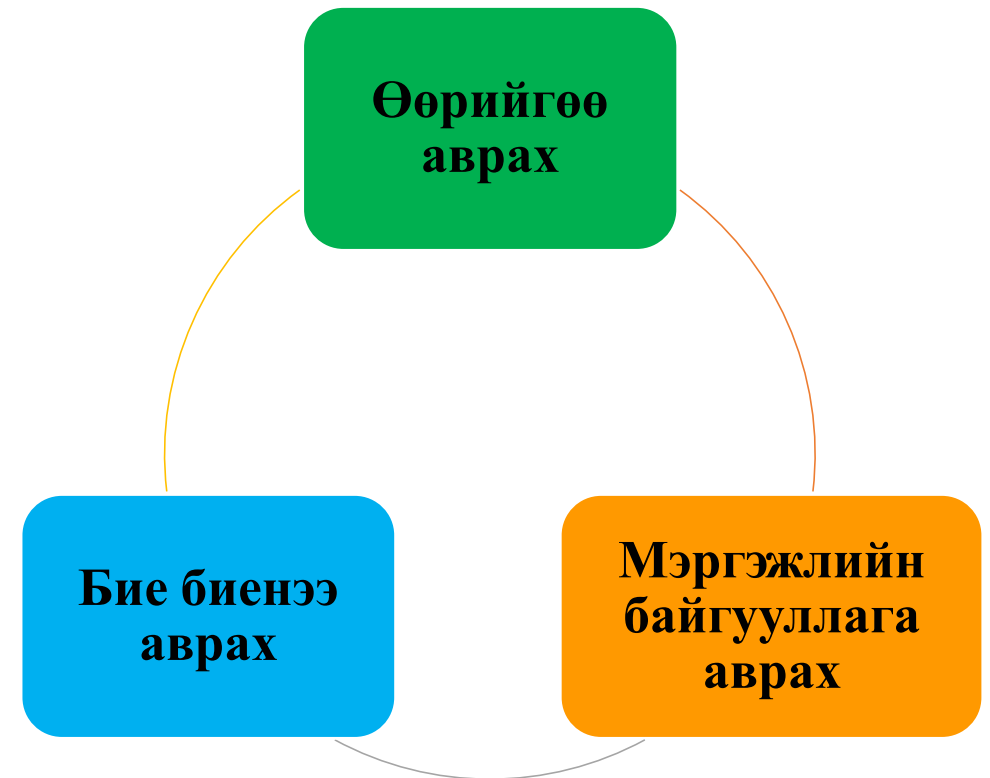 Өөрийгөө
аврах
Бие биенээ
аврах
Мэргэжлийн
байгууллага
аврах